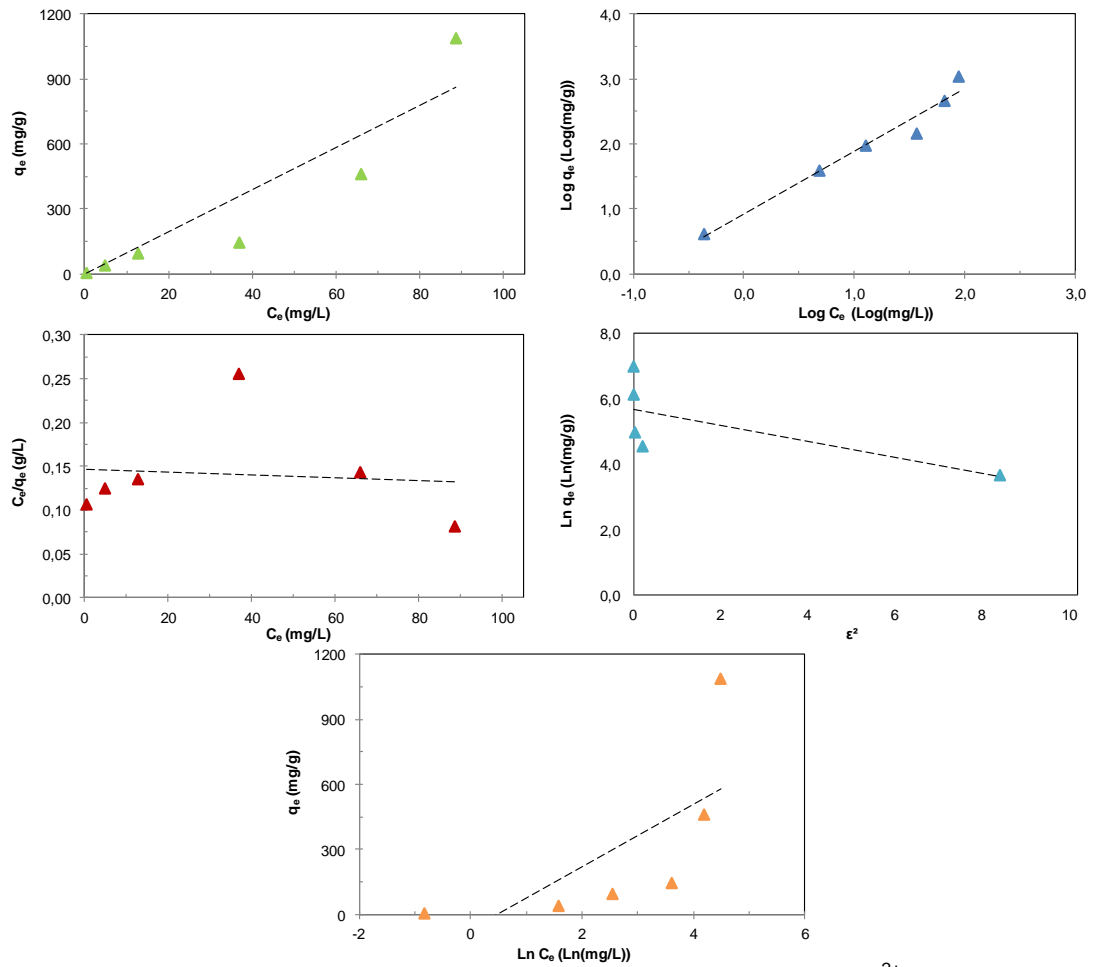 1200
900
600
300
0
qₑ (mg/g)
0 20 40 60 80 100
Cₑ (mg/L)
4,0
3,0
2,0
1,0
0,0
Log qₑ (Log(mg/g))
-1,0 0,0 1,0 2,0 3,0
Log Cₑ (Log(mg/L))
0,30
0,25
0,20
0,15
0,10
0,05
0,00
Cₑ/qₑ (g/L)
0 20 40 60 80 100
Cₑ (mg/L)
8,0
6,0
4,0
2,0
0,0
Ln qₑ (Ln(mg/g))
0 2 4 6 8 10
ε²
1200
900
600
300
0
qₑ (mg/g)
-2 0 2 4 6
Ln Cₑ (Ln(mg/L))